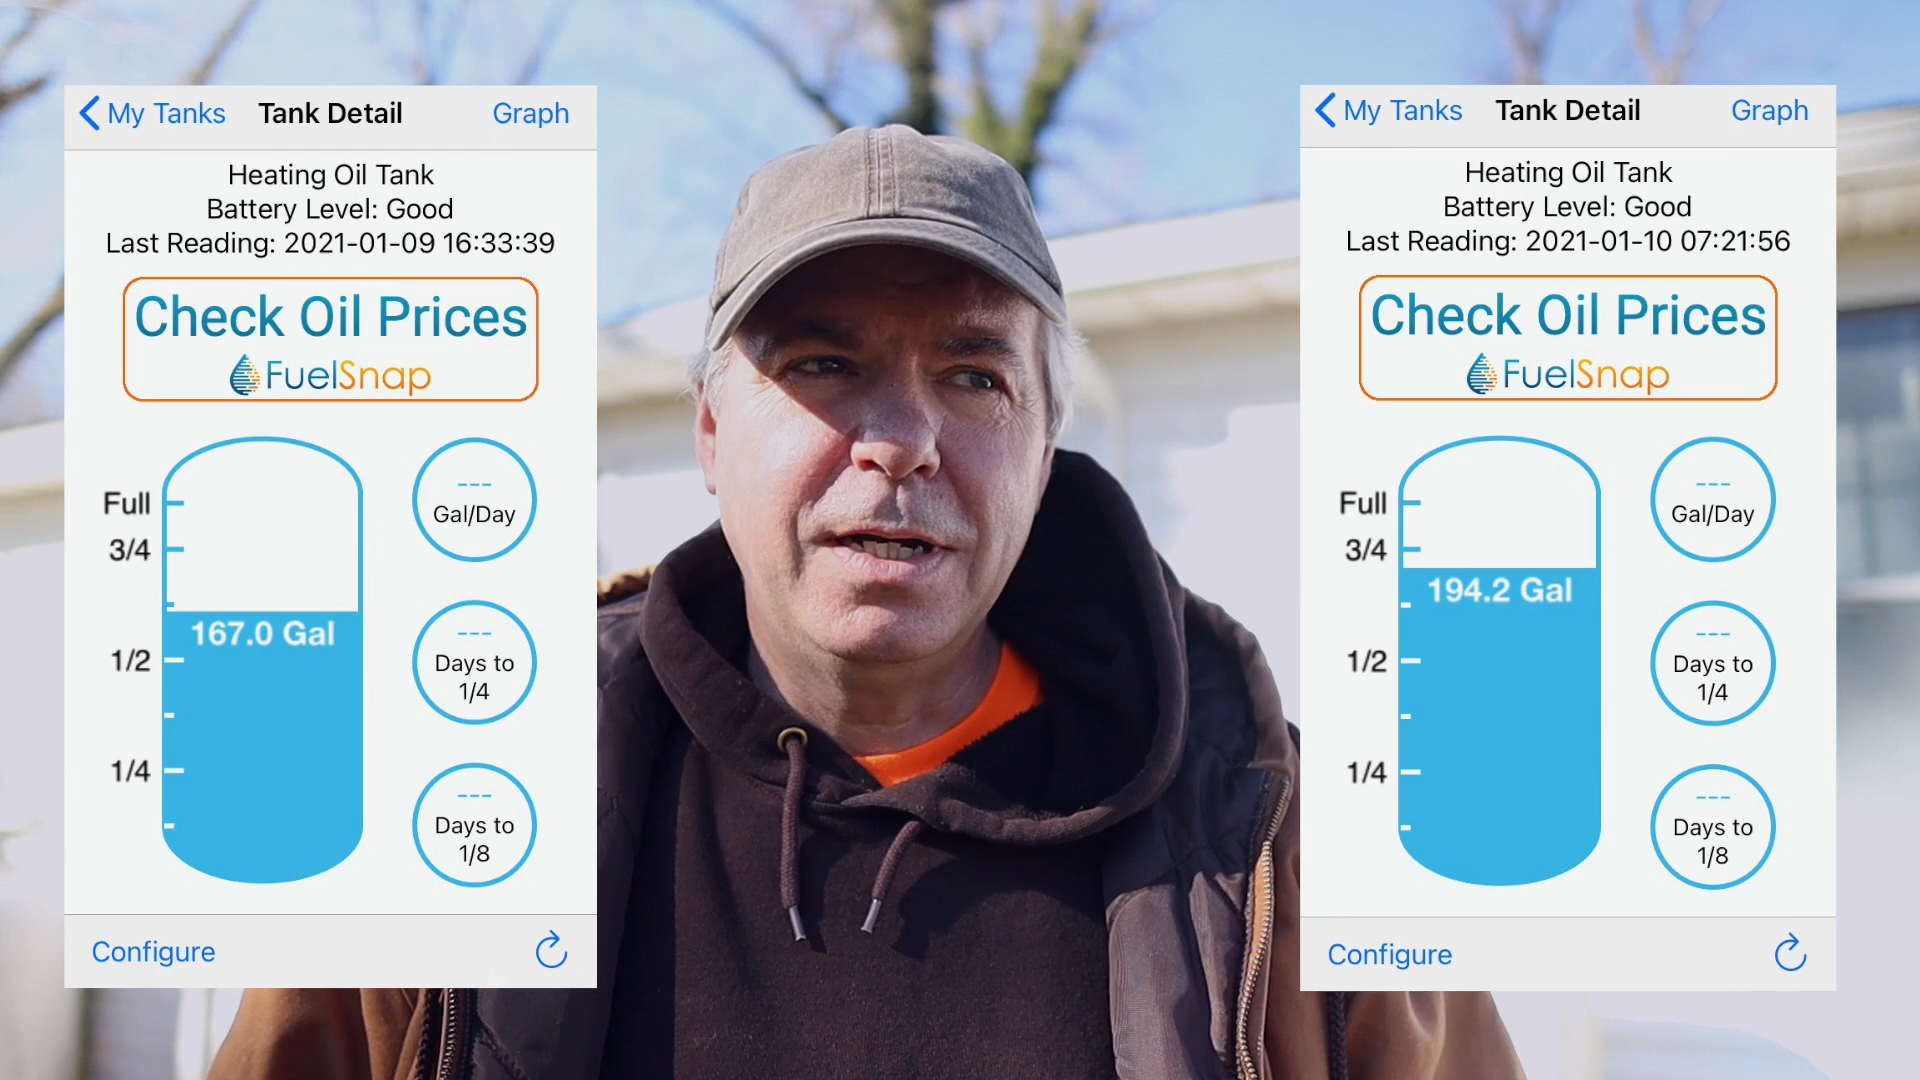 My Tanks Tank Detail Graph
Heating Oil Tank
Battery Level: Good
Last Reading: 2021-01-09 16:33:39
Check Oil Prices
FuelSnap
Full
3/4
1/2
1/4
167.0 Gal
---
Gal/Day
---
Days to
1/4
---
Days to
1/8
Configure
My Tanks Tank Detail Graph
Heating Oil Tank
Battery Level: Good
Last Reading: 2021-01-10 07:21:56
Check Oil Prices
FuelSnap
Full
3/4
1/2
1/4
194.2 Gal
---
Gal/Day
---
Days to
1/4
---
Days to
1/8
Configure